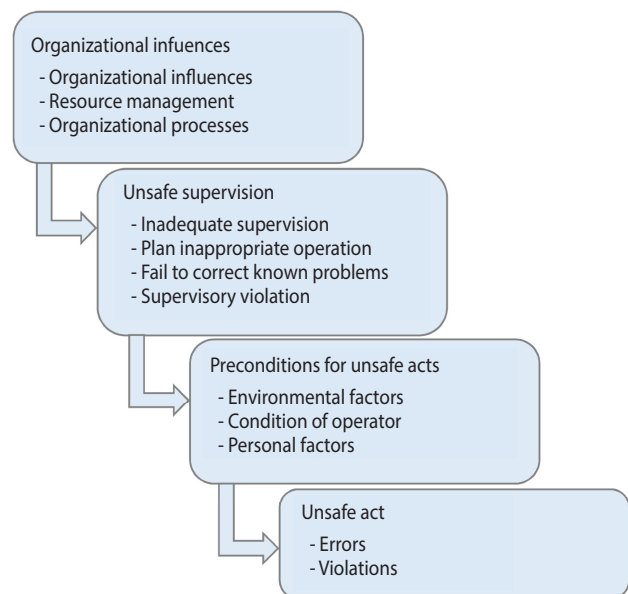 Organizational infuences
- Organizational influences
- Resource management
- Organizational processes
Unsafe supervision
- Inadequate supervision
- Plan inappropriate operation
- Fail to correct known problems
- Supervisory violation
Preconditions for unsafe acts
- Environmental factors
- Condition of operator
- Personal factors
Unsafe act
- Errors
- Violations